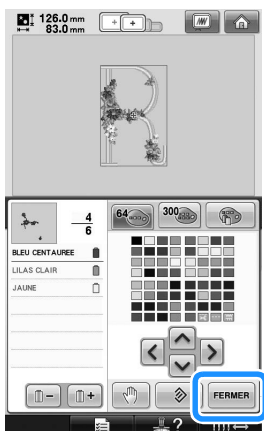 126.0 mm
83.0 mm
4
6
64
300
BLEU CENTAUREE
LILAS CLAIR
JAUNE
FERMER
?